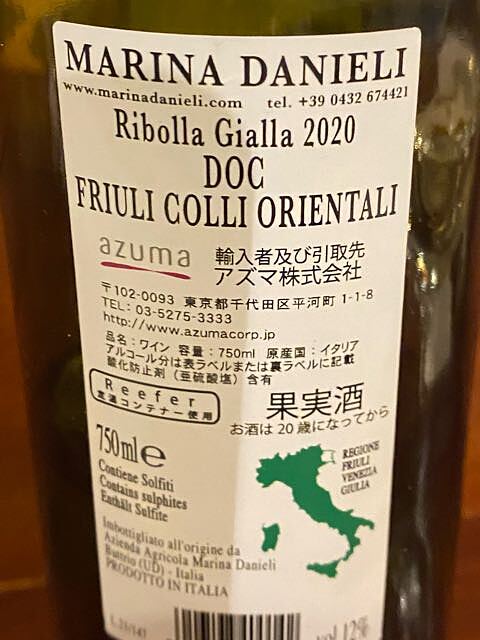 MARINA DANIELI
www.marinadanieli.com tel. +39 0432 674421
Ribolla Gialla 2020
DOC
FRIULI COLLI ORIENTALI
azuma
輸入者及び引取先
アズマ株式会社
〒102-0093 東京都千代田区平河町 1-1-8
TEL: 03-5275-3333
http://www.azumacorp.jp
品名:ワイン 容量:750ml 原産国:イタリア
アルコール分は表ラベルまたは裏ラベルに記載
酸化防止剤(亜硫酸塩)含有
Reefer
定温コンテナー使用
果実酒
お酒は20歳になってから
750ml e
Contiene Solfiti
Contains sulphites
Enthält Sulfite
REGIONE
FRIULI
VENEZIA
GIULIA
Imbottigliato all'origine da
Azienda Agricola Marina Danieli
Buttrio (UD) - Italia
PRODOTTO IN ITALIA
L.21/147
vol 12%